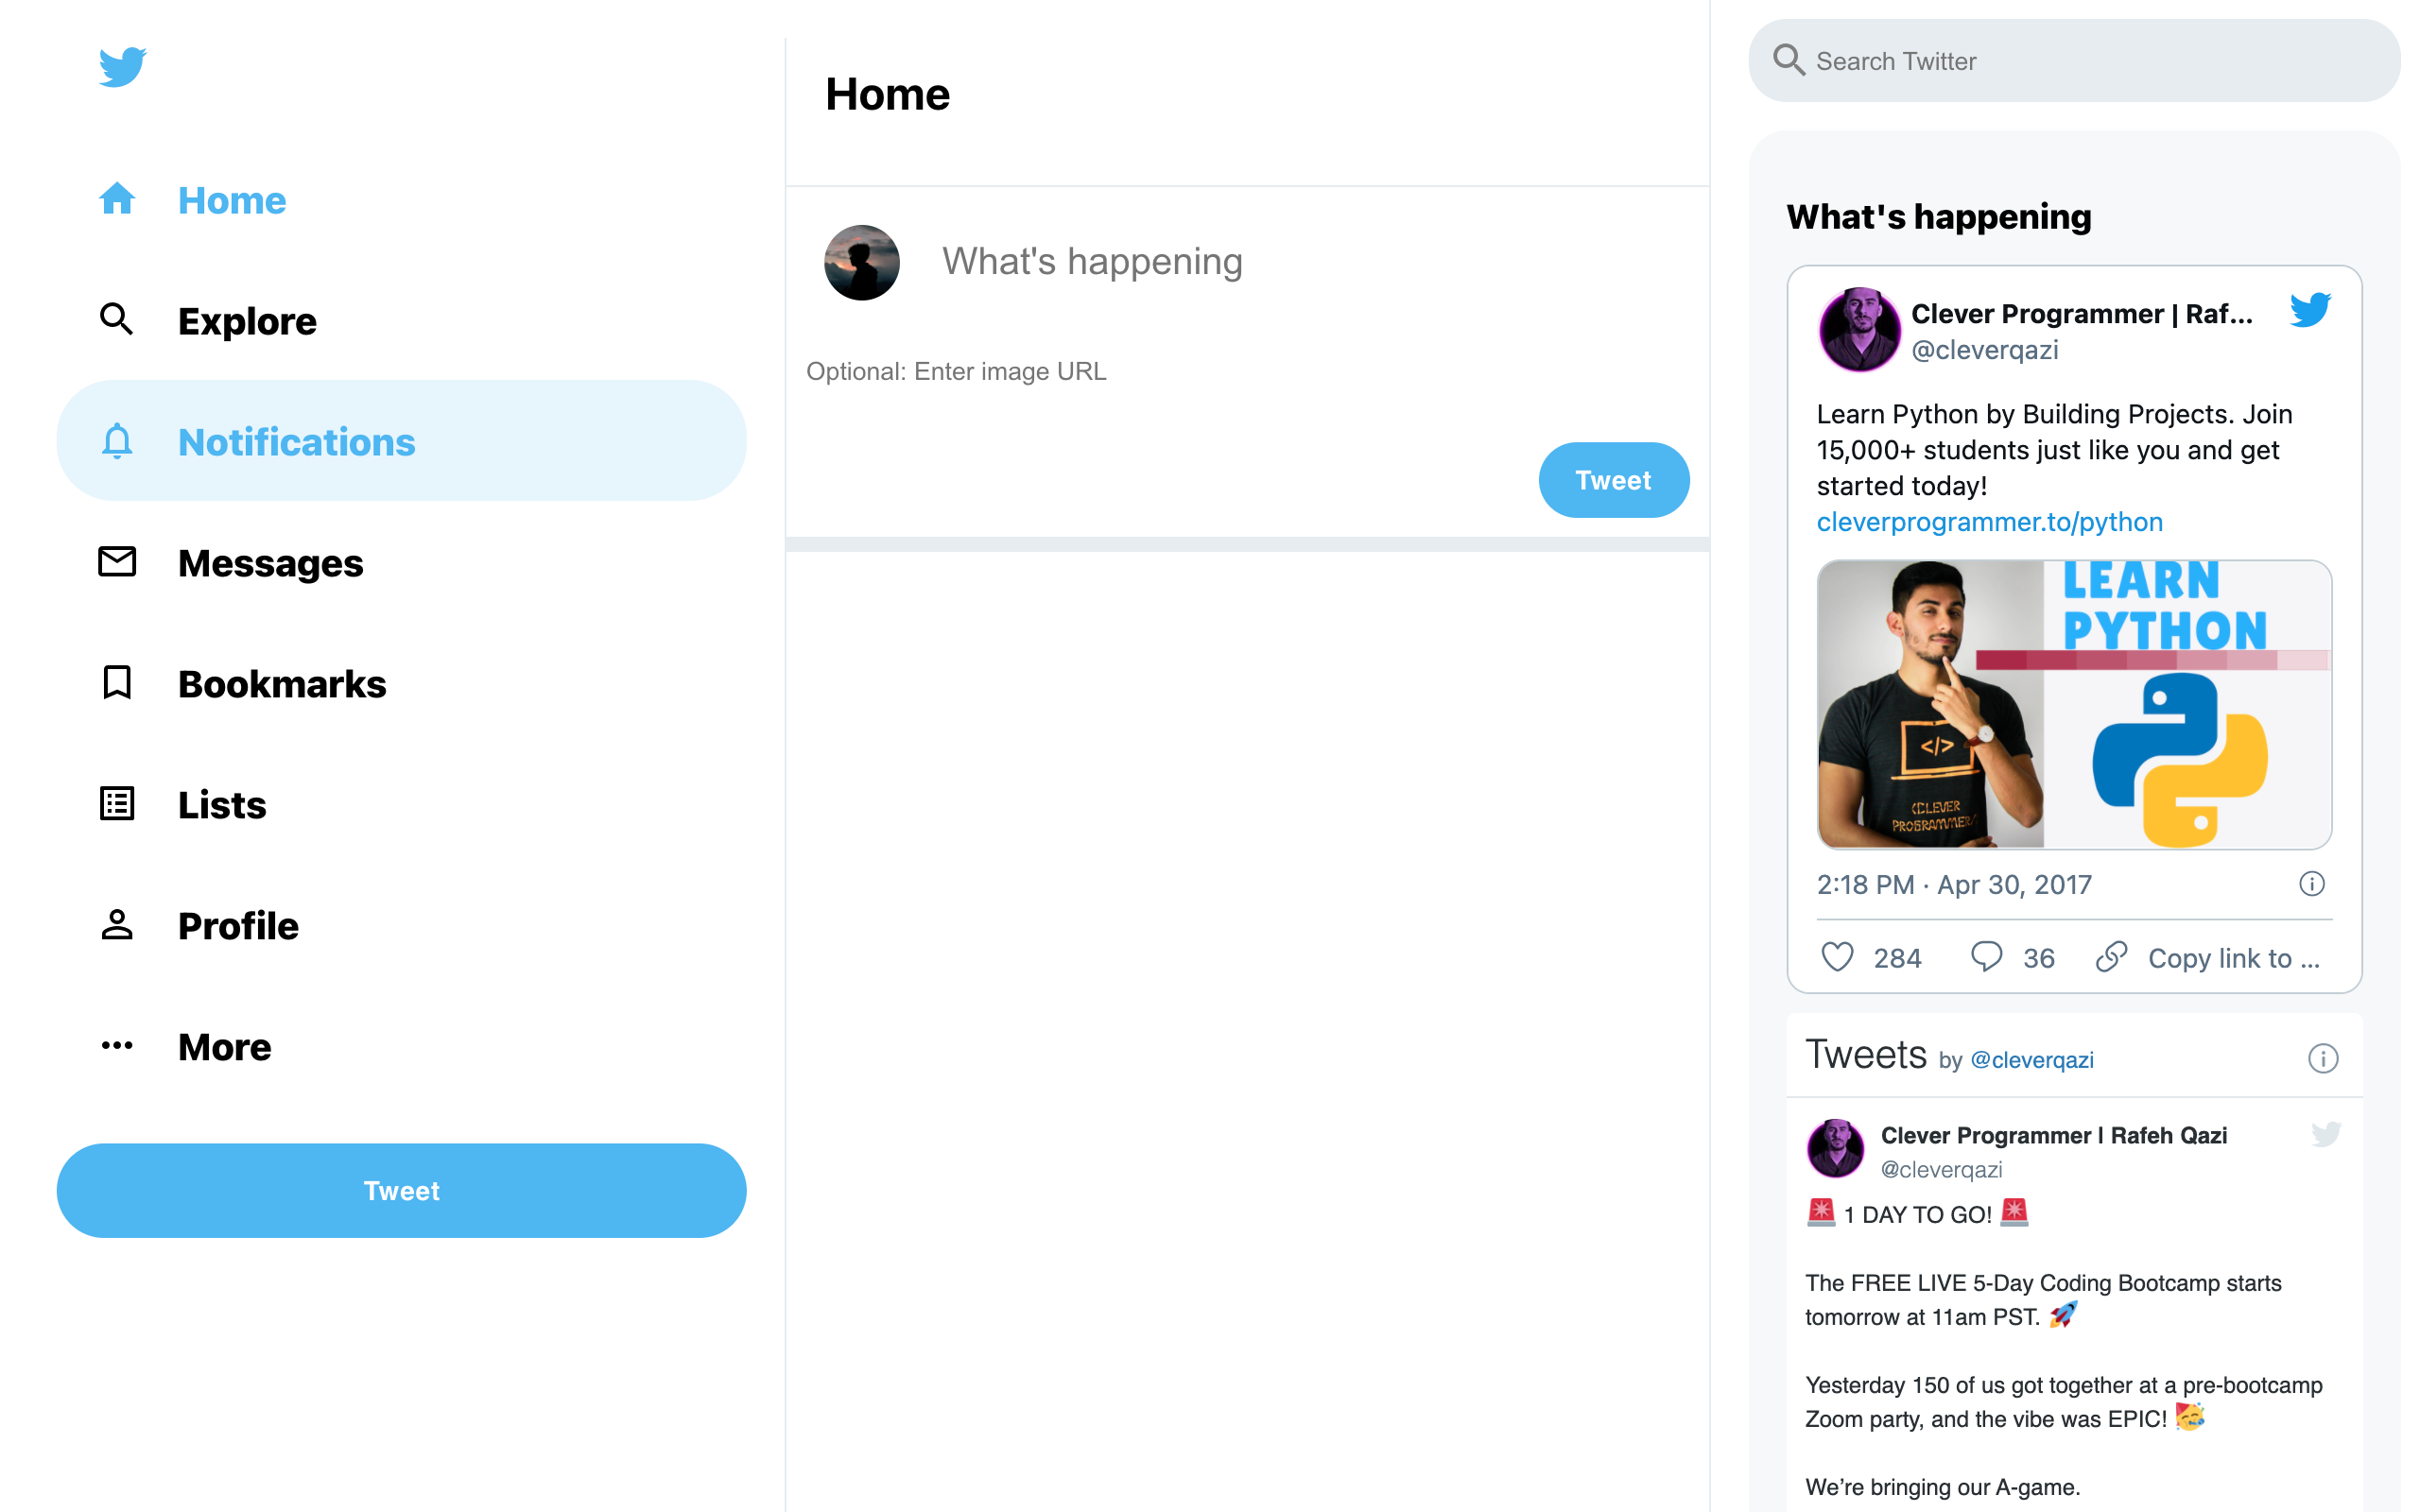 Home
Explore
Notifications
Messages
Bookmarks
Lists
Profile
More
Tweet
Home
What's happening
Optional: Enter image URL
Tweet
Search Twitter
What's happening
Clever Programmer | Raf...
@cleverqazi
Learn Python by Building Projects. Join
15,000+ students just like you and get
started today!
cleverprogrammer.to/python
LEARN
PYTHON
</>
(CLEVER
PROGRAMMER)
2:18 PM · Apr 30, 2017
284
36
Copy link to ...
Tweets by @cleverqazi
Clever Programmer | Rafeh Qazi
@cleverqazi
🚨 1 DAY TO GO! 🚨
The FREE LIVE 5-Day Coding Bootcamp starts
tomorrow at 11am PST. 🚀
Yesterday 150 of us got together at a pre-bootcamp
Zoom party, and the vibe was EPIC! 🥳
We’re bringing our A-game.